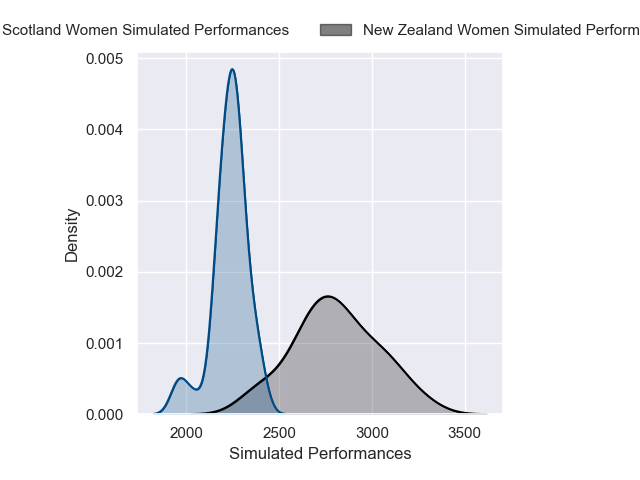 Scotland Women Simulated Performances New Zealand Women Simulated Perform
0.005
0.004
0.003
0.002
0.001
0.000
Density
2000 2500 3000 3500
Simulated Performances